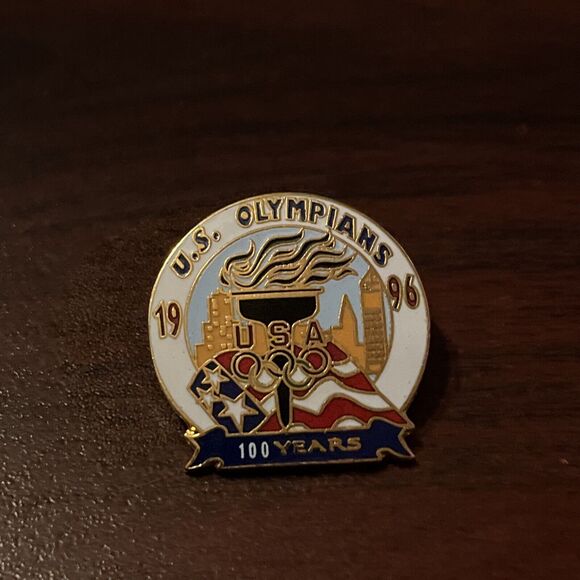 U.S. OLYMPIANS
19 96
USA
100 YEARS